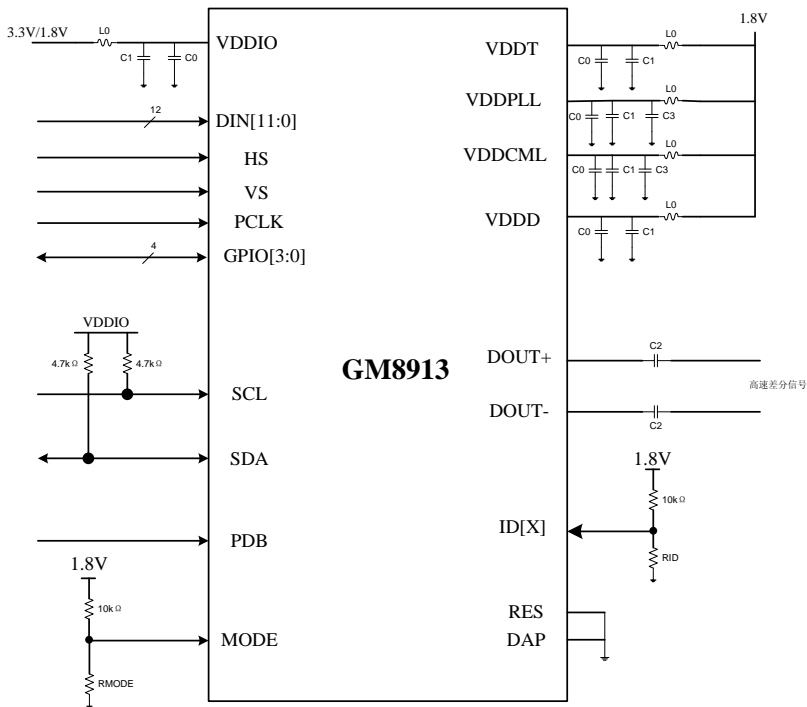 3.3V/1.8V
L0
C1
C0
VDDIO
12
DIN[11:0]
HS
VS
PCLK
4
GPIO[3:0]
VDDIO
4.7kΩ
4.7kΩ
SCL
SDA
PDB
1.8V
10kΩ
MODE
RMODE
GM8913
1.8V
VDDT
L0
C0
C1
VDDPLL
L0
C0
C1
C3
VDDCML
L0
C0
C1
C3
VDDD
L0
C0
C1
DOUT+
C2
高速差分信号
DOUT-
C2
1.8V
10kΩ
ID[X]
RID
RES
DAP